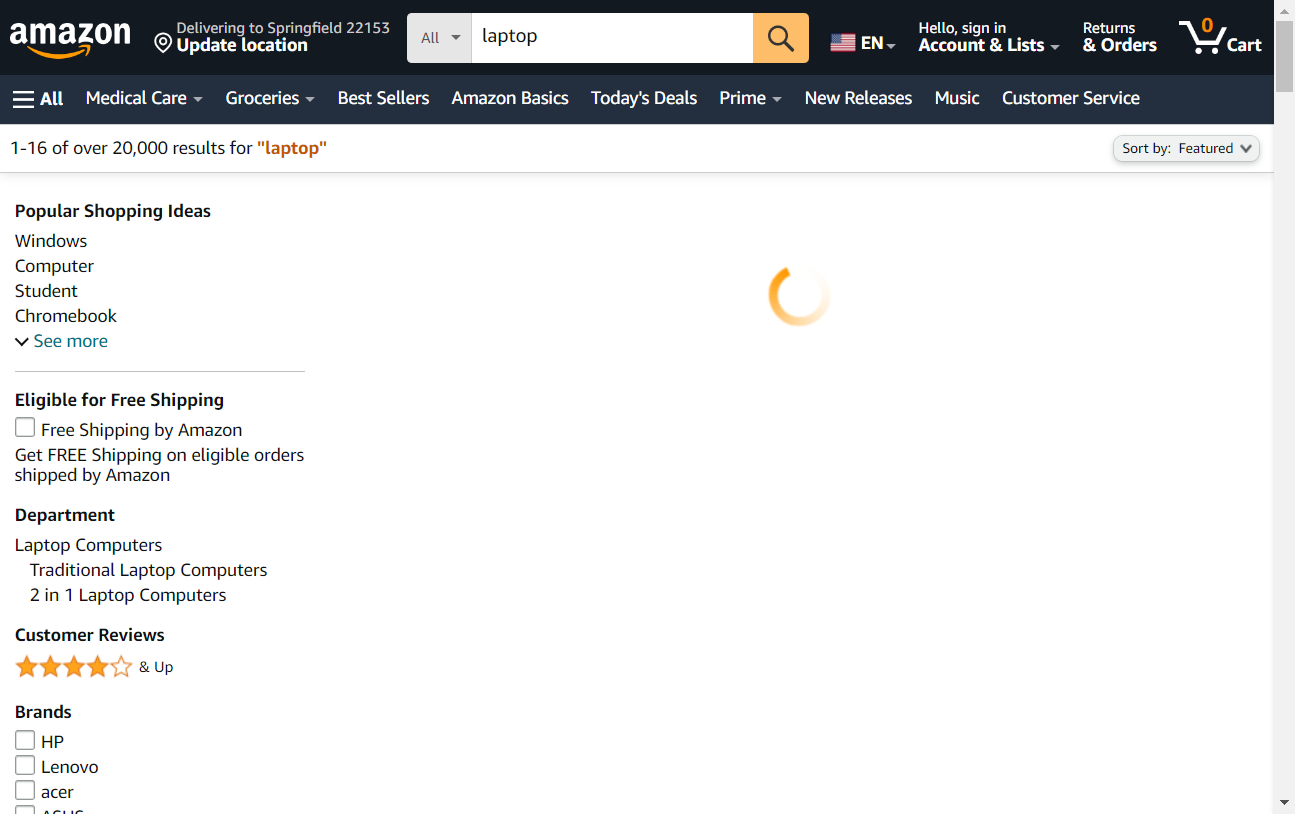 amazon
Delivering to Springfield 22153
Update location
All
laptop
EN
Hello, sign in
Account & Lists
Returns
& Orders
0
Cart
All
Medical Care
Groceries
Best Sellers
Amazon Basics
Today's Deals
Prime
New Releases
Music
Customer Service
1-16 of over 20,000 results for "laptop"
Sort by: Featured
Popular Shopping Ideas
Windows
Computer
Student
Chromebook
See more
Eligible for Free Shipping
Free Shipping by Amazon
Get FREE Shipping on eligible orders
shipped by Amazon
Department
Laptop Computers
Traditional Laptop Computers
2 in 1 Laptop Computers
Customer Reviews
& Up
Brands
HP
Lenovo
acer
ASUS